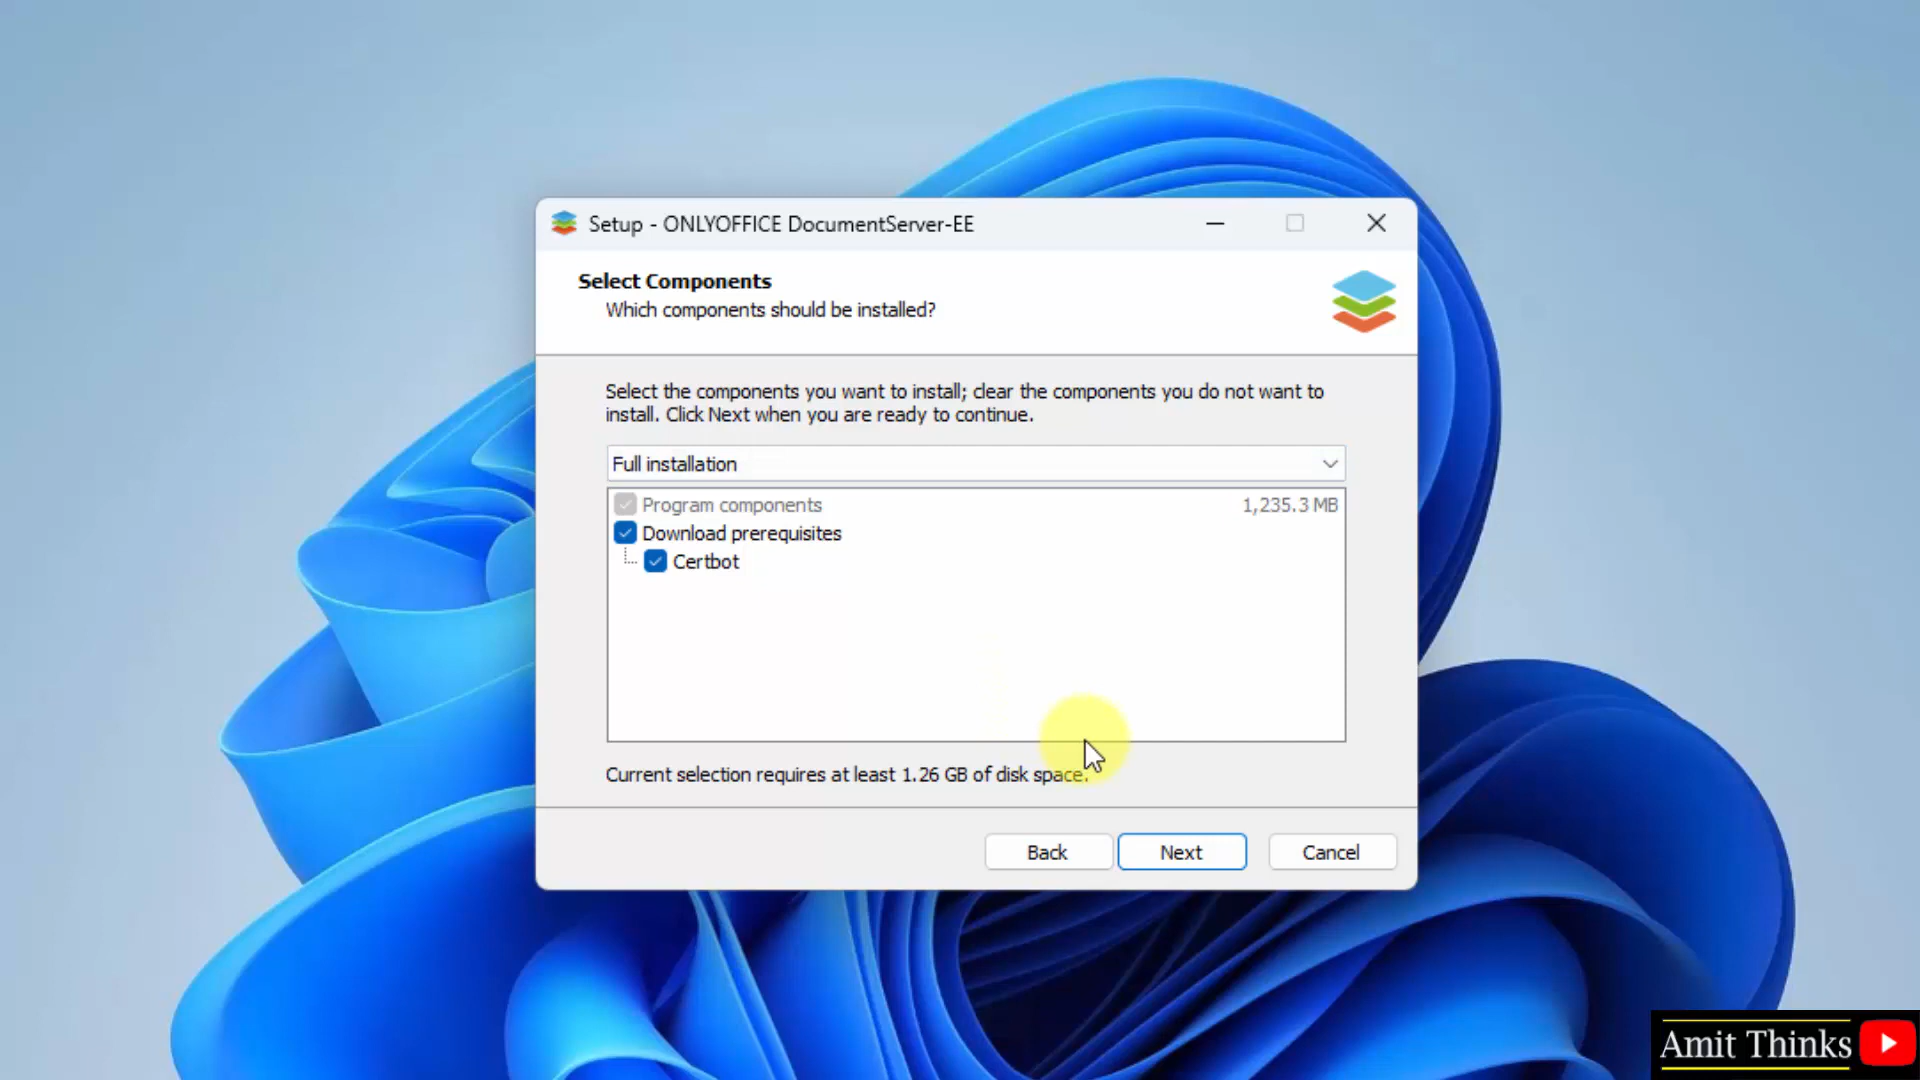 Setup - ONLYOFFICE DocumentServer-EE
Select Components
Which components should be installed?
Select the components you want to install; clear the components you do not want to
install. Click Next when you are ready to continue.
Full installation
Program components 1,235.3 MB
Download prerequisites
Certbot
Current selection requires at least 1.26 GB of disk space.
Back Next Cancel
Amit Thinks